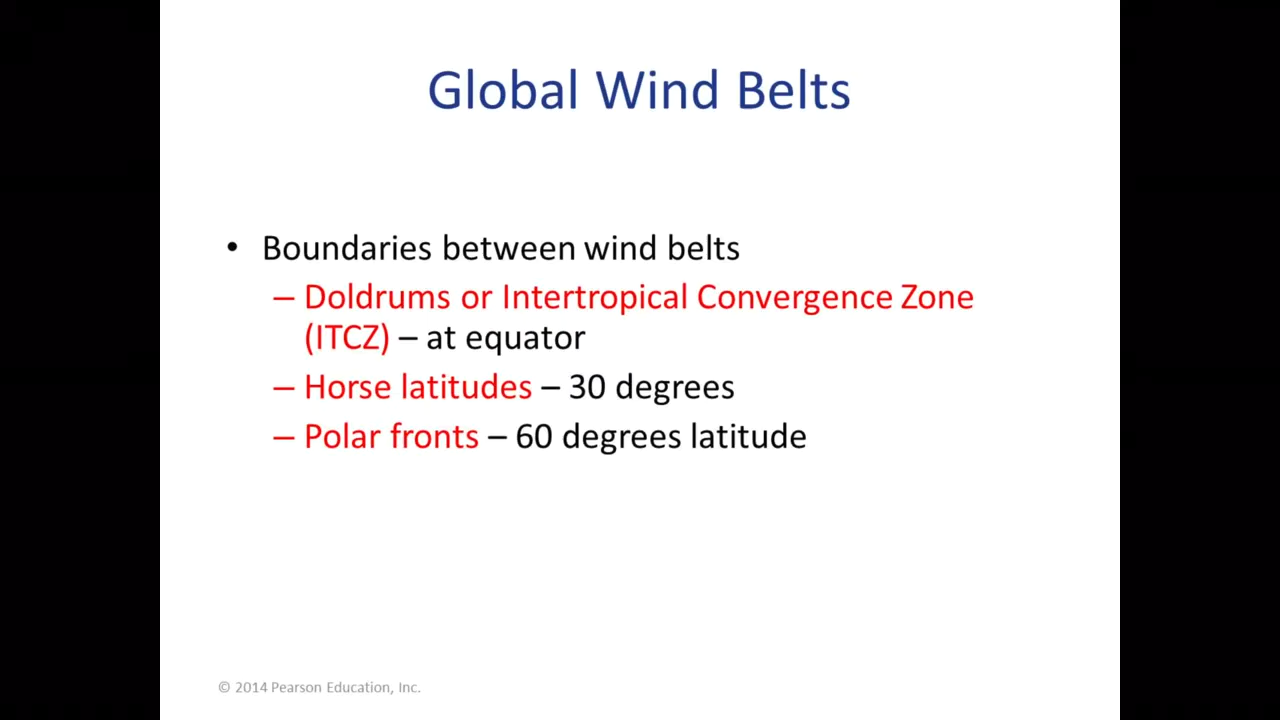 Global Wind Belts
• Boundaries between wind belts
– Doldrums or Intertropical Convergence Zone
(ITCZ) – at equator
– Horse latitudes – 30 degrees
– Polar fronts – 60 degrees latitude
© 2014 Pearson Education, Inc.